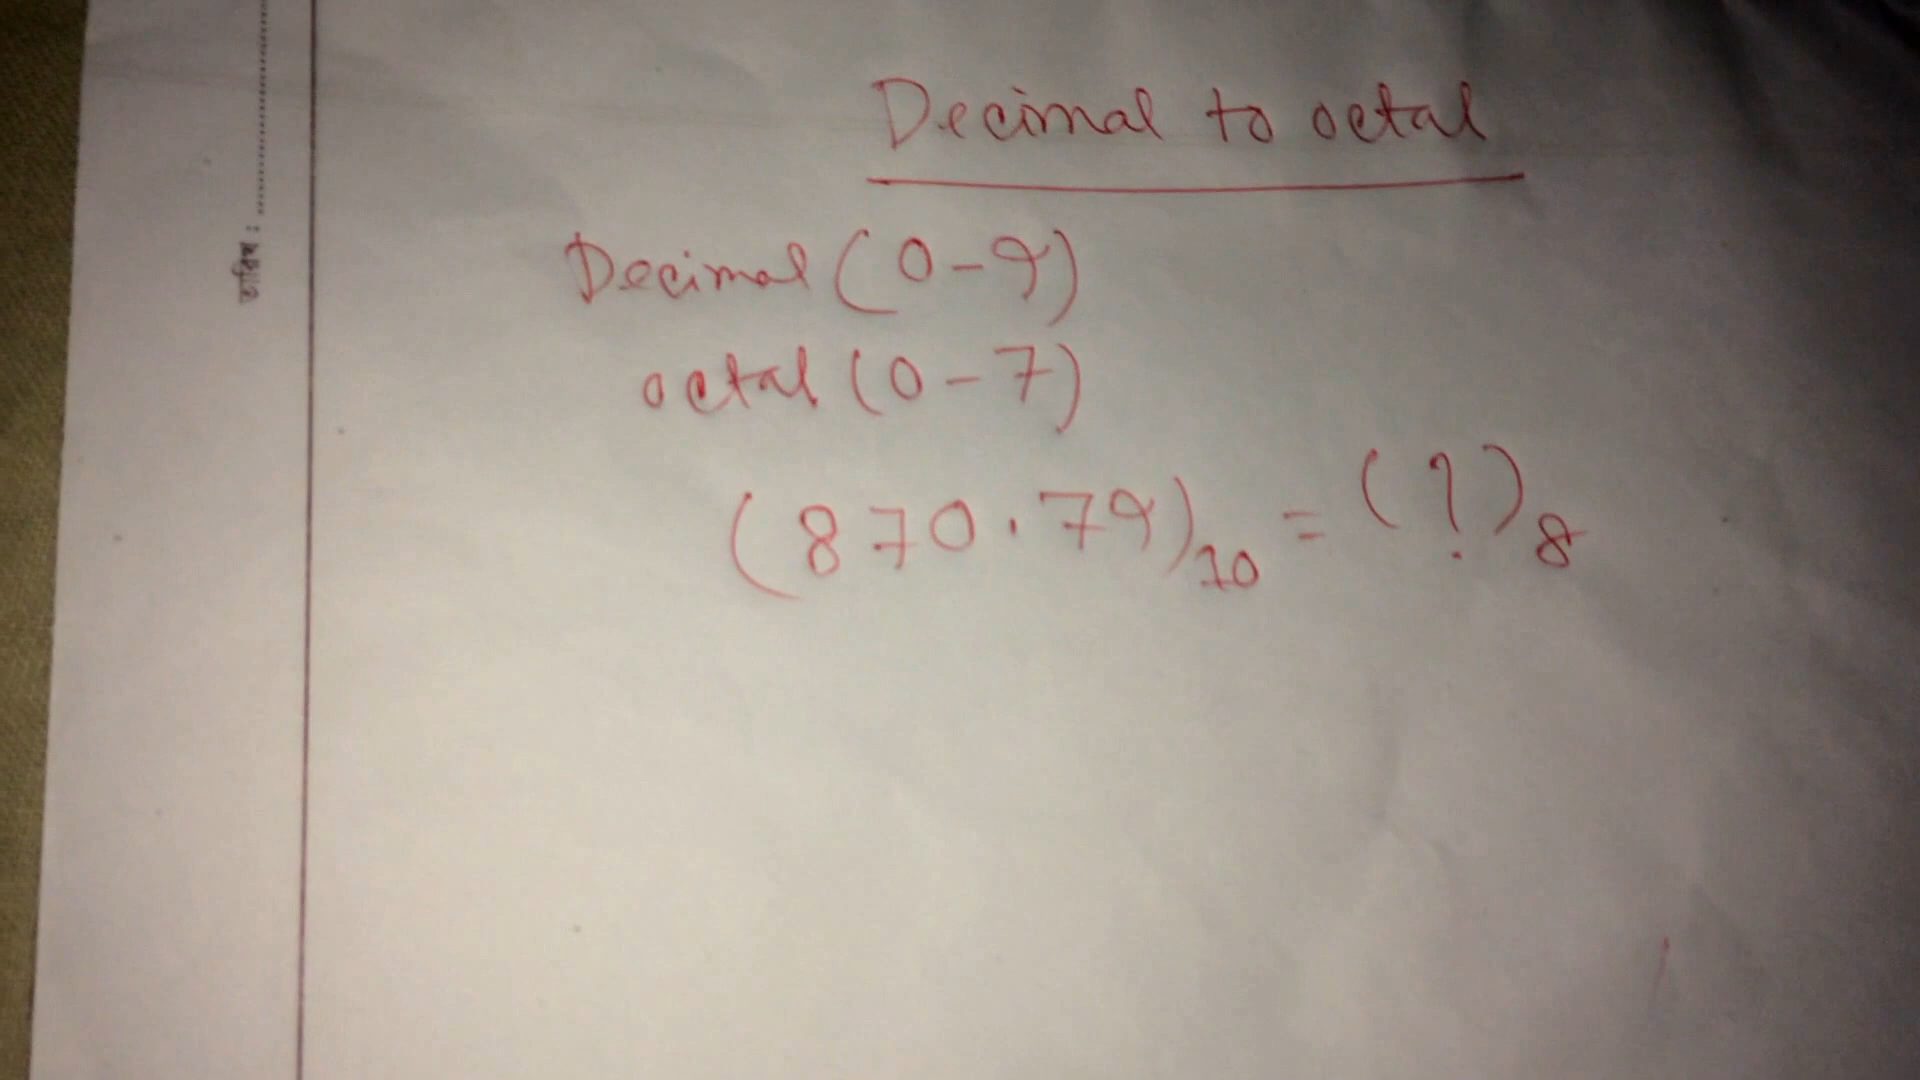 Decimal to octal
Decimal (0-9)
octal (0-7)
(870.79)₁₀ = (?)₈
তারিখ : ....................